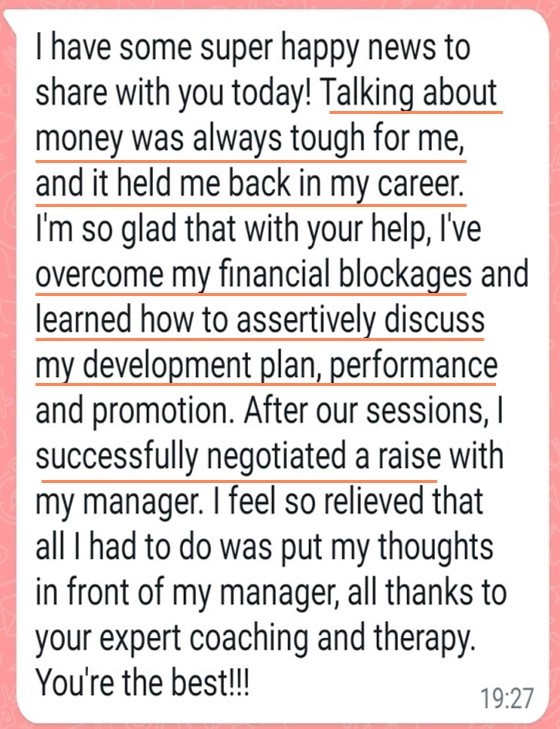 I have some super happy news to
share with you today! Talking about
money was always tough for me,
and it held me back in my career.
I'm so glad that with your help, I've
overcome my financial blockages and
learned how to assertively discuss
my development plan, performance
and promotion. After our sessions, I
successfully negotiated a raise with
my manager. I feel so relieved that
all I had to do was put my thoughts
in front of my manager, all thanks to
your expert coaching and therapy.
You're the best!!!
19:27